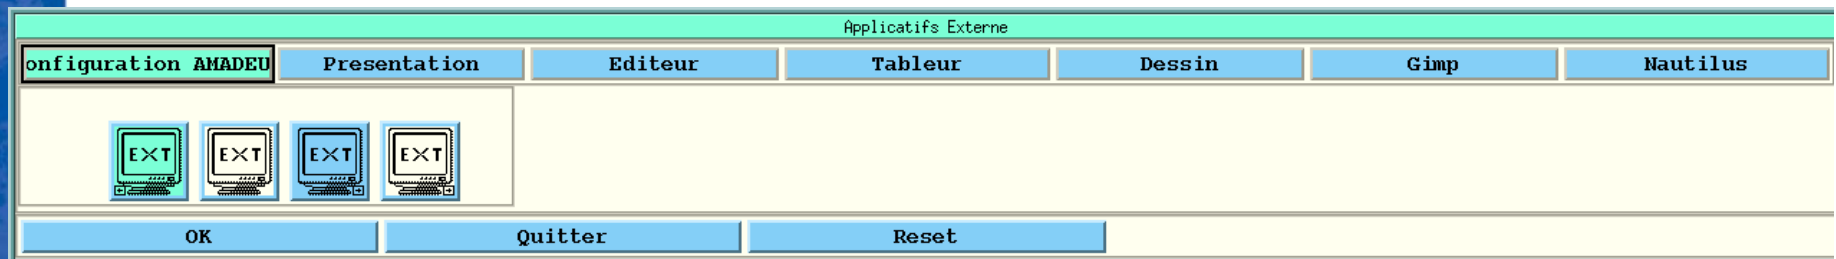 Applicatifs Externe
onfiguration AMADEU Presentation Editeur Tableur Dessin Gimp Nautilus
EXT EXT EXT EXT
OK Quitter Reset